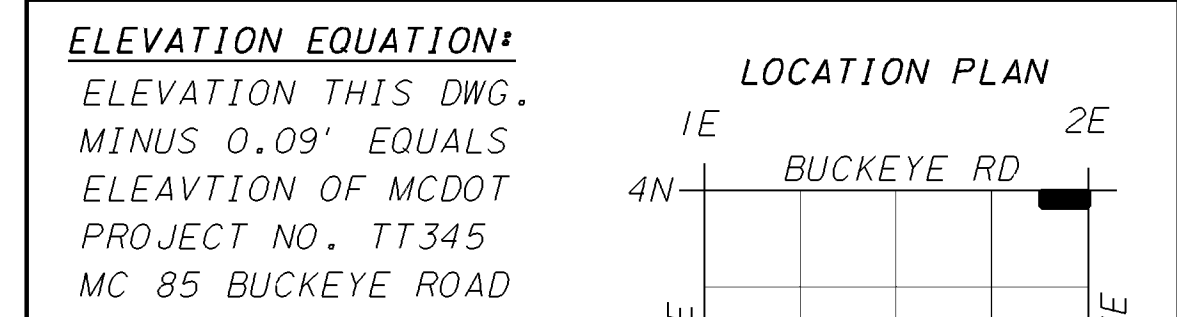 ELEVATION EQUATION:
ELEVATION THIS DWG.
MINUS 0.09' EQUALS
ELEAVTION OF MCDOT
PROJECT NO. TT345
MC 85 BUCKEYE ROAD
LOCATION PLAN
1E 2E
BUCKEYE RD
4N
E
E